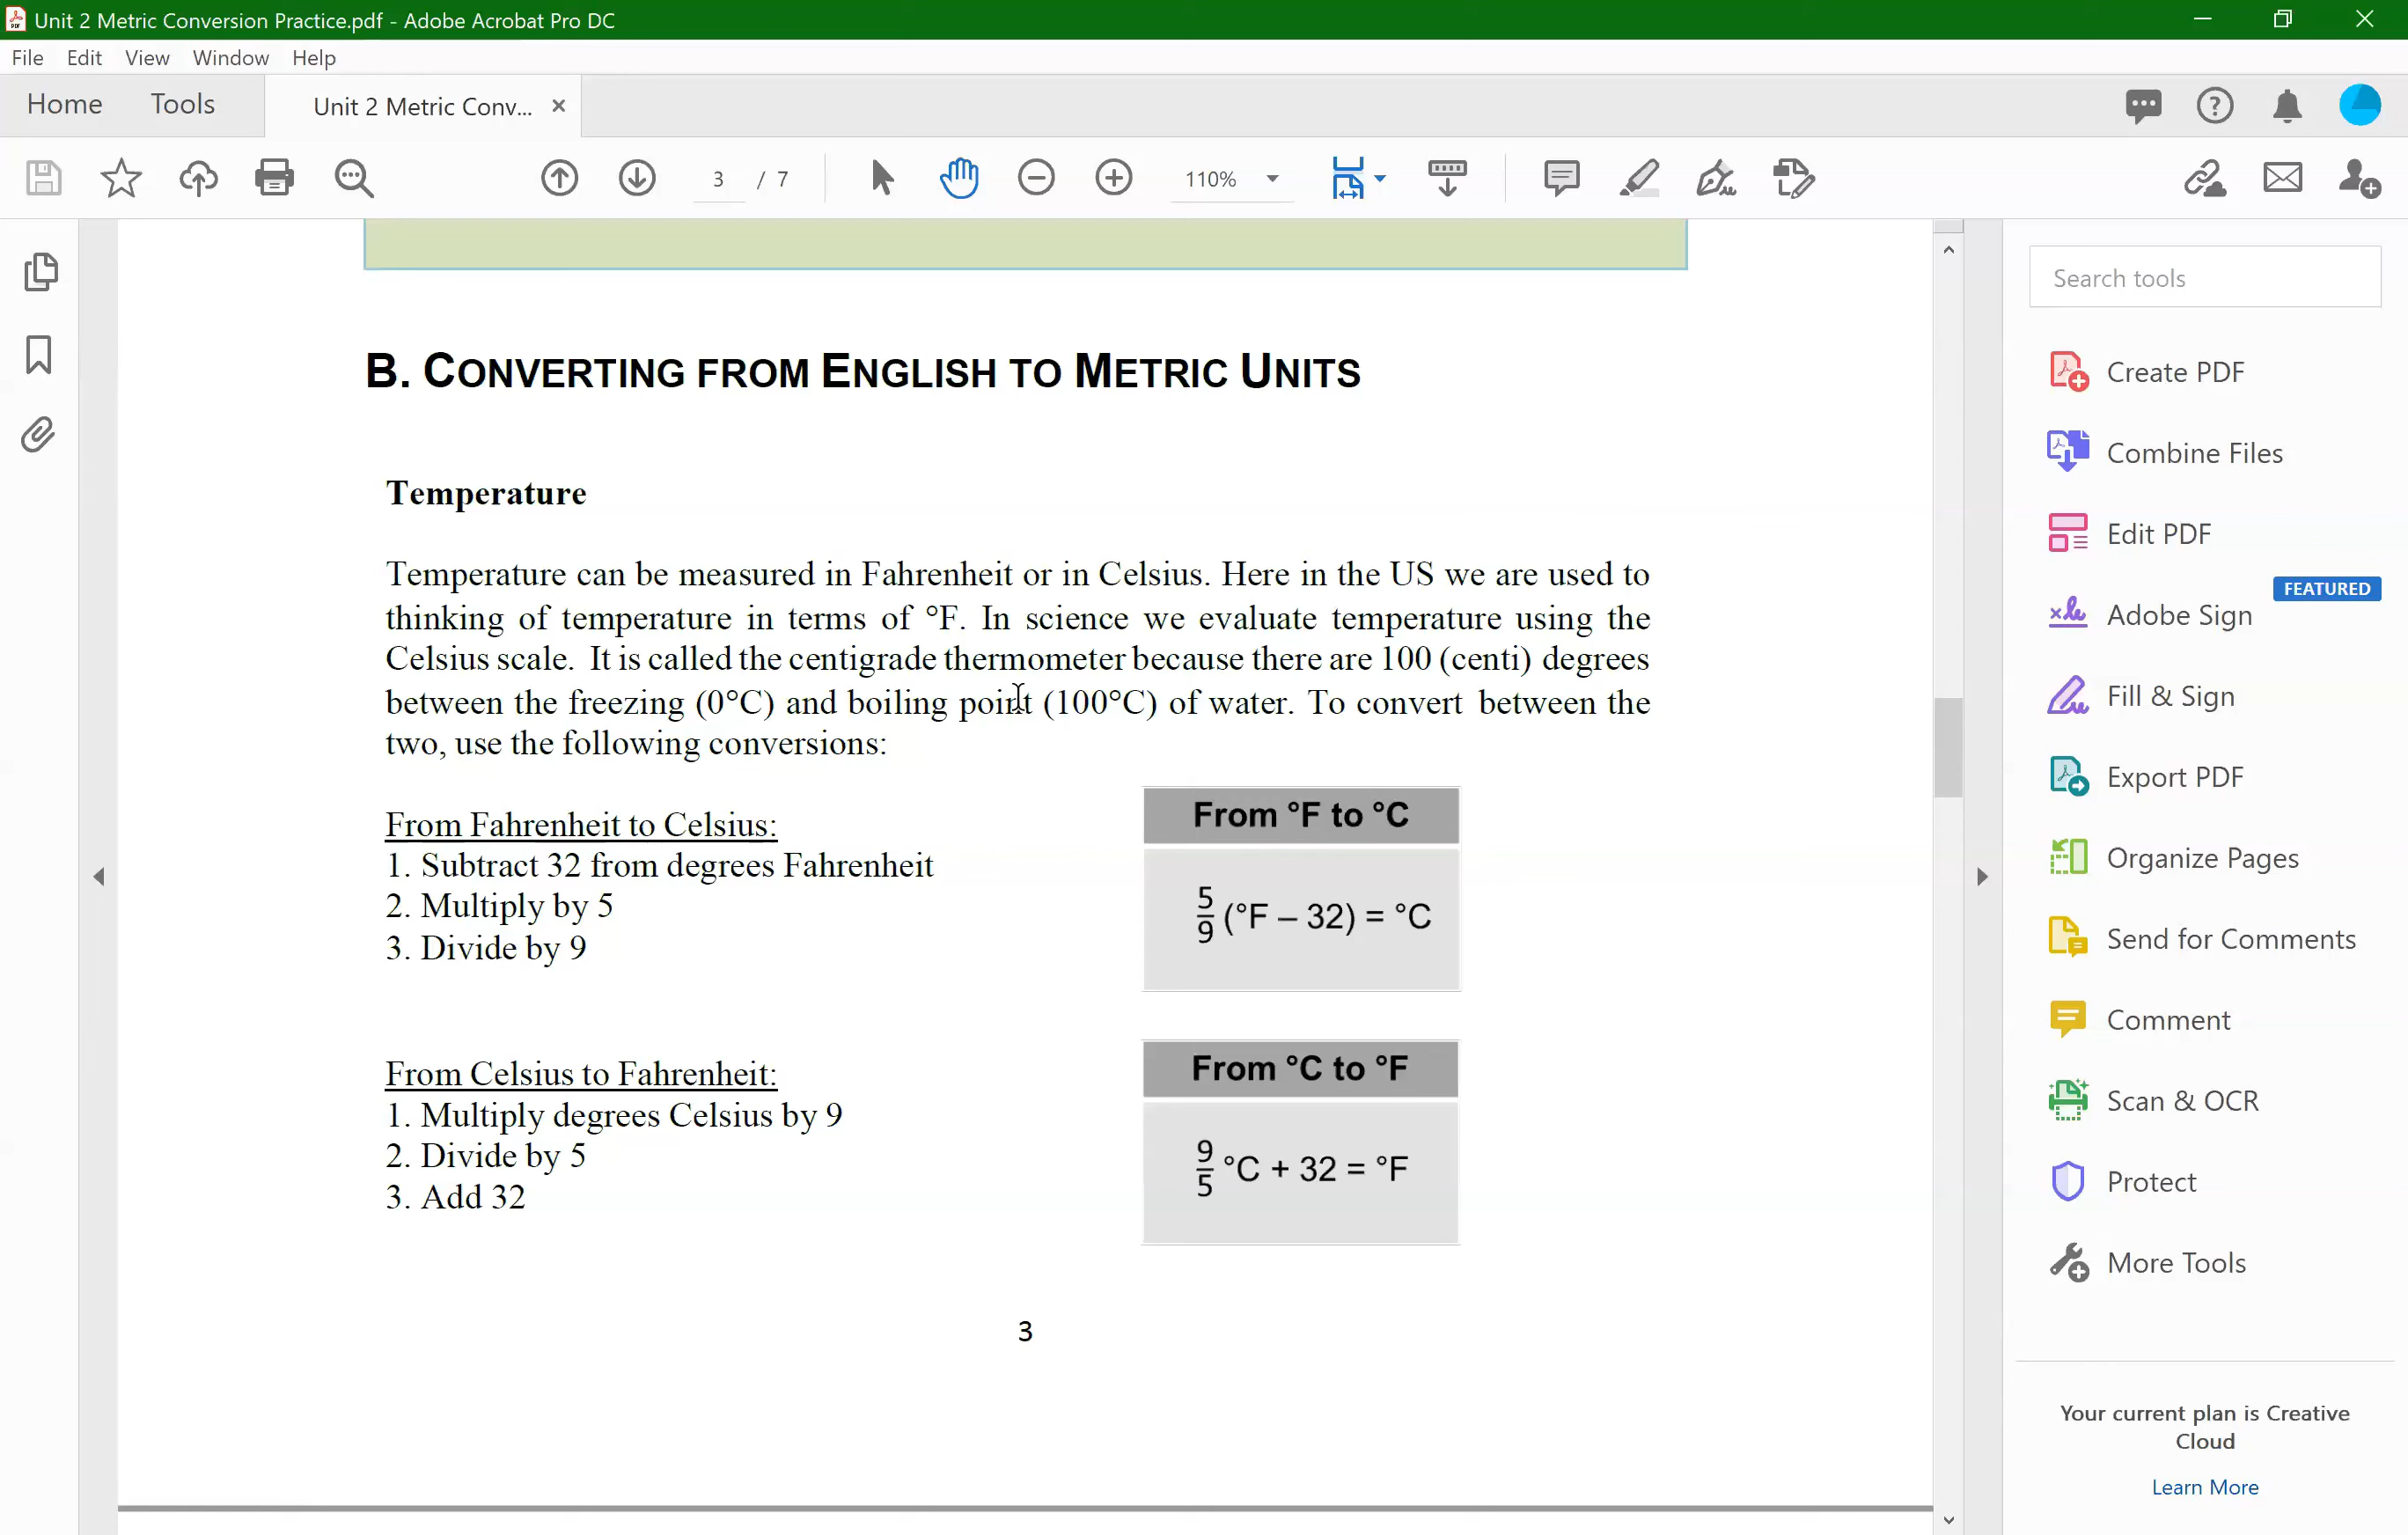 Unit 2 Metric Conversion Practice.pdf - Adobe Acrobat Pro DC
File Edit View Window Help
Home Tools Unit 2 Metric Conv... ×
3 / 7 110%
B. CONVERTING FROM ENGLISH TO METRIC UNITS
Temperature
Temperature can be measured in Fahrenheit or in Celsius. Here in the US we are used to
thinking of temperature in terms of °F. In science we evaluate temperature using the
Celsius scale. It is called the centigrade thermometer because there are 100 (centi) degrees
between the freezing (0°C) and boiling point (100°C) of water. To convert between the
two, use the following conversions:
From Fahrenheit to Celsius:
1. Subtract 32 from degrees Fahrenheit
2. Multiply by 5
3. Divide by 9
From °F to °C
5/9 (°F – 32) = °C
From Celsius to Fahrenheit:
1. Multiply degrees Celsius by 9
2. Divide by 5
3. Add 32
From °C to °F
9/5 °C + 32 = °F
3
Search tools
Create PDF
Combine Files
Edit PDF
FEATURED
Adobe Sign
Fill & Sign
Export PDF
Organize Pages
Send for Comments
Comment
Scan & OCR
Protect
More Tools
Your current plan is Creative
Cloud
Learn More